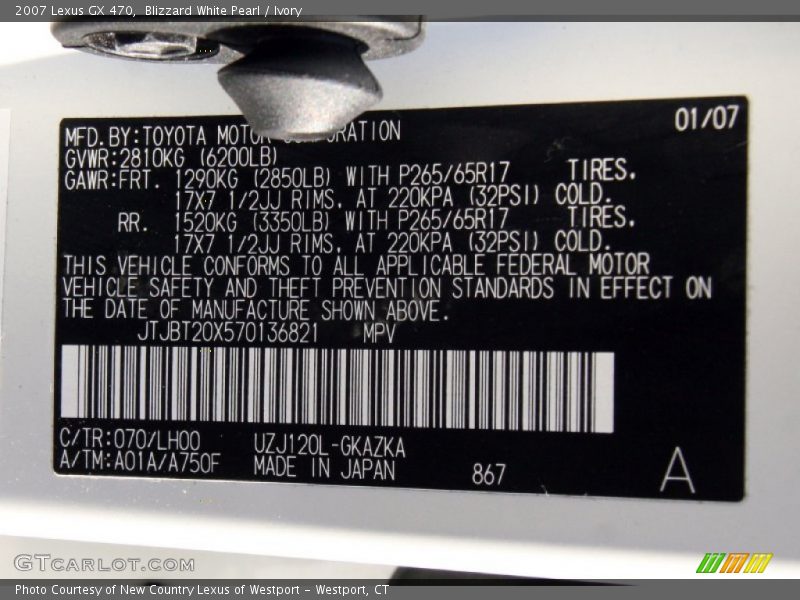 2007 Lexus GX 470, Blizzard White Pearl / Ivory
01/07
MFD.BY:TOYOTA MOTOR CORPORATION
GVWR:2810KG (6200LB)
GAWR:FRT. 1290KG (2850LB) WITH P265/65R17 TIRES.
17X7 1/2JJ RIMS, AT 220KPA (32PSI) COLD.
RR. 1520KG (3350LB) WITH P265/65R17 TIRES.
17X7 1/2JJ RIMS, AT 220KPA (32PSI) COLD.
THIS VEHICLE CONFORMS TO ALL APPLICABLE FEDERAL MOTOR
VEHICLE SAFETY AND THEFT PREVENTION STANDARDS IN EFFECT ON
THE DATE OF MANUFACTURE SHOWN ABOVE.
JTJBT20X570136821 MPV
C/TR:070/LH00 UZJ120L-GKAZKA
A/TM:A01A/A750F MADE IN JAPAN 867
A
GTCARLOT.COM
Photo Courtesy of New Country Lexus of Westport - Westport, CT